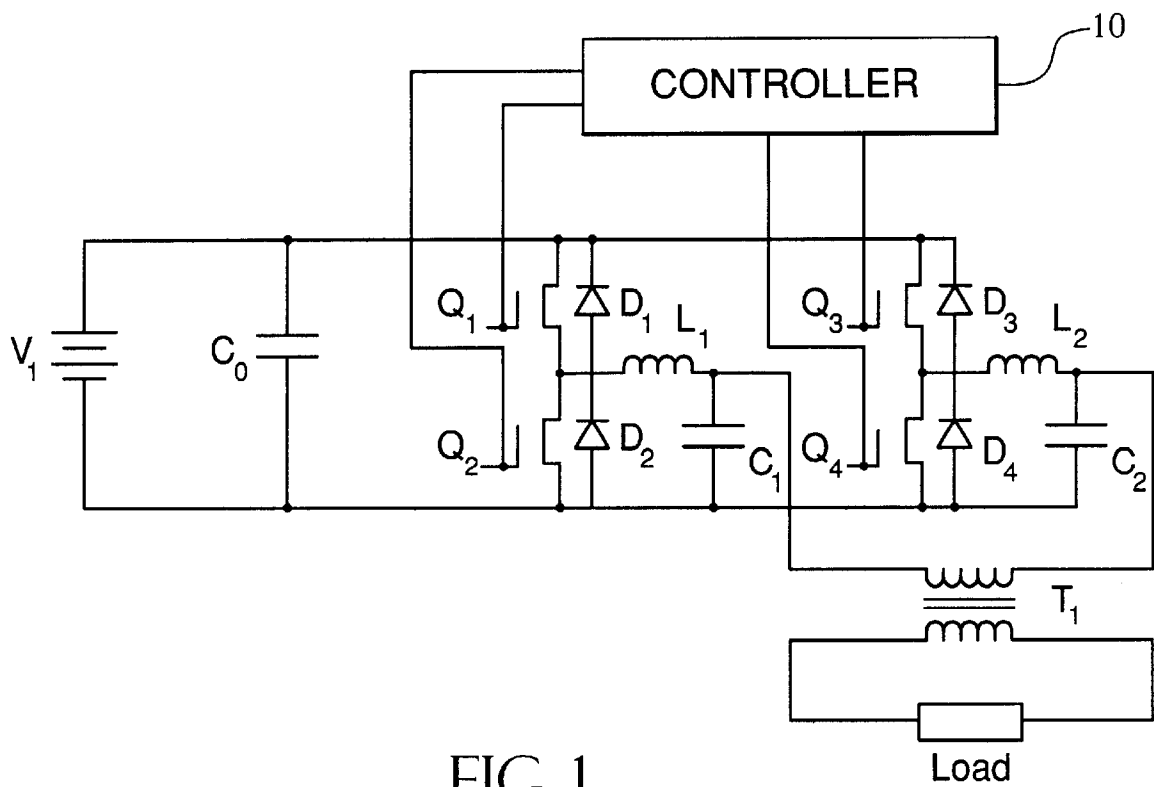 10
CONTROLLER
Q₁
D₁
L₁
Q₃
D₃
L₂
V₁
C₀
Q₂
D₂
C₁
Q₄
D₄
C₂
T₁
Load
FIG. 1